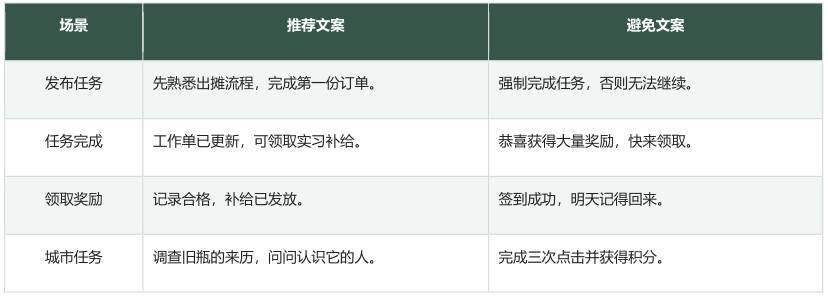 场景 推荐文案 避免文案
发布任务 先熟悉出摊流程，完成第一份订单。 强制完成任务，否则无法继续。
任务完成 工作单已更新，可领取实习补给。 恭喜获得大量奖励，快来领取。
领取奖励 记录合格，补给已发放。 签到成功，明天记得回来。
城市任务 调查旧瓶的来历，问问认识它的人。 完成三次点击并获得积分。